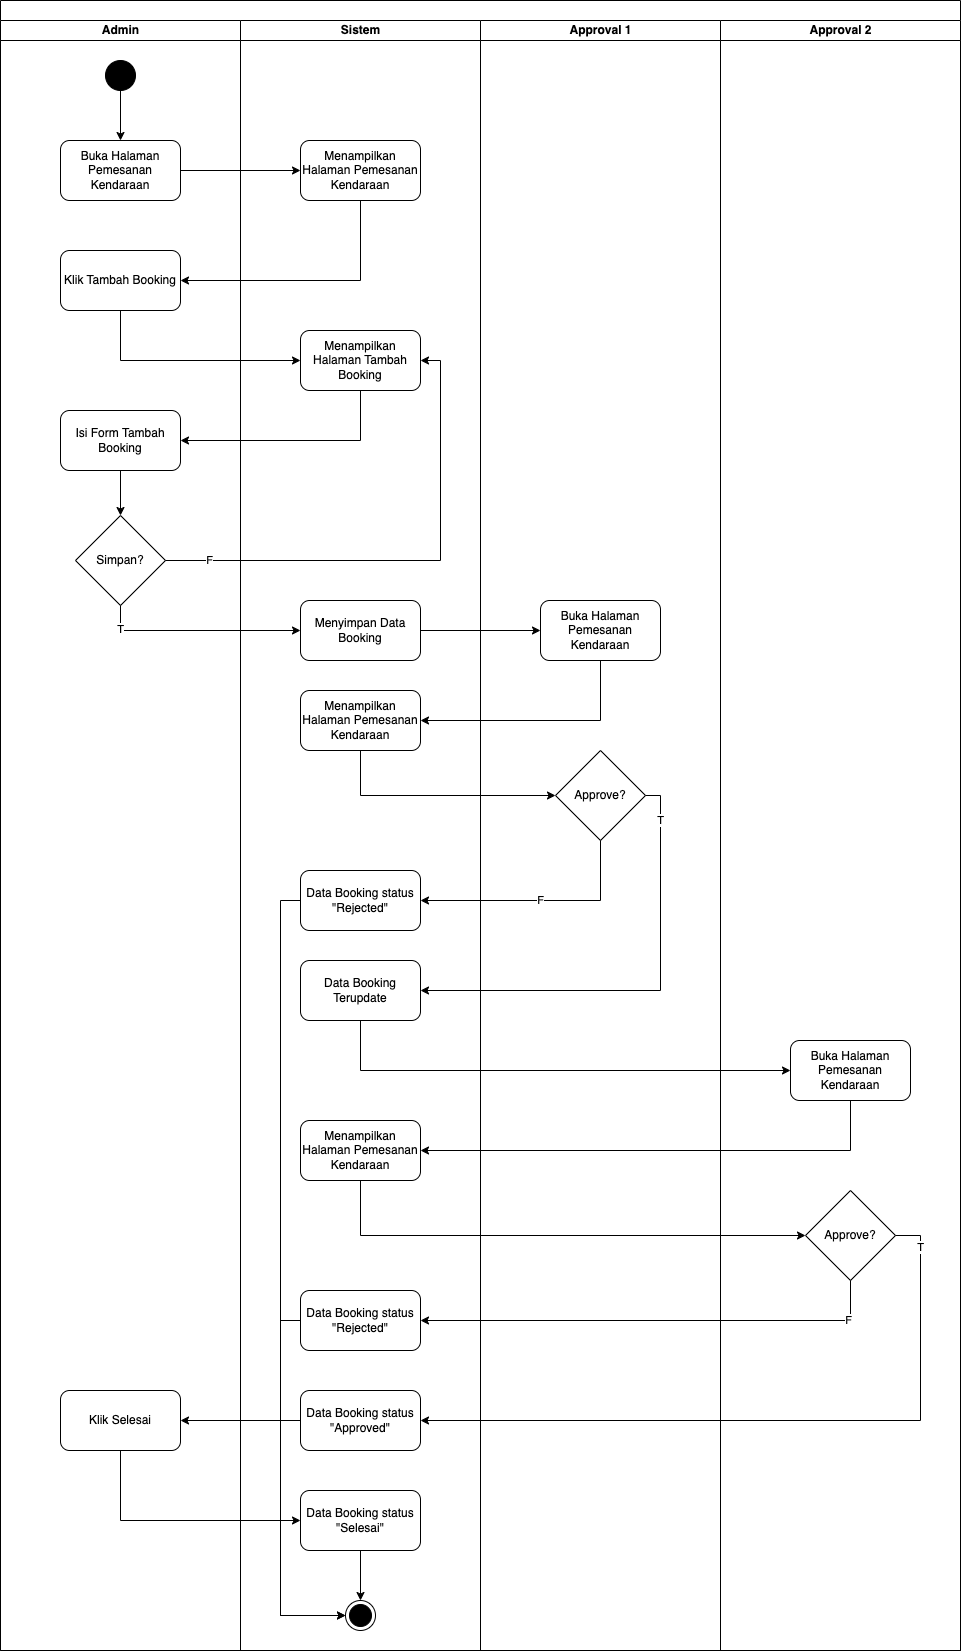 Admin
Sistem
Approval 1
Approval 2
Buka Halaman
Pemesanan
Kendaraan
Menampilkan
Halaman Pemesanan
Kendaraan
Klik Tambah Booking
Menampilkan
Halaman Tambah
Booking
Isi Form Tambah
Booking
Simpan?
F
T
Menyimpan Data
Booking
Buka Halaman
Pemesanan
Kendaraan
Menampilkan
Halaman Pemesanan
Kendaraan
Approve?
T
Data Booking status
"Rejected"
F
Data Booking
Terupdate
Buka Halaman
Pemesanan
Kendaraan
Menampilkan
Halaman Pemesanan
Kendaraan
Approve?
T
Data Booking status
"Rejected"
F
Klik Selesai
Data Booking status
"Approved"
Data Booking status
"Selesai"